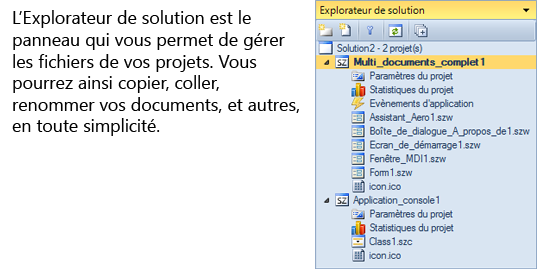 L'Explorateur de solution est le
panneau qui vous permet de gérer
les fichiers de vos projets. Vous
pourrez ainsi copier, coller,
renommer vos documents, et autres,
en toute simplicité.
Explorateur de solution
Solution2 - 2 projet(s)
Multi_documents_complet1
Paramètres du projet
Statistiques du projet
Evènements d'application
Assistant_Aero1.szw
Boîte_de_dialogue_A_propos_de1.szw
Ecran_de_démarrage1.szw
Fenêtre_MDI1.szw
Form1.szw
icon.ico
Application_console1
Paramètres du projet
Statistiques du projet
Class1.szc
icon.ico